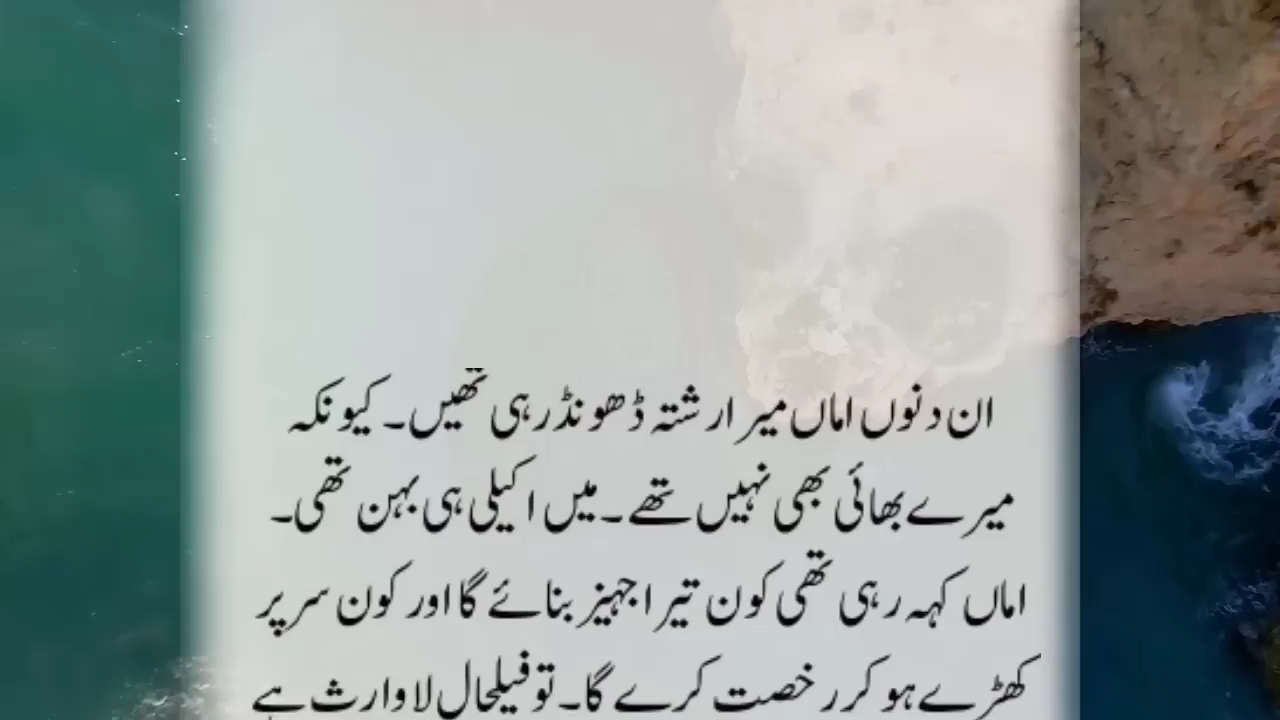 ان دنوں اماں میرا رشتہ ڈھونڈ رہی تھیں۔ کیونکہ
میرے بھائی بھی نہیں تھے۔ میں اکیلی ہی بہن تھی۔
اماں کہہ رہی تھی کون تیرا جہیز بنائے گا اور کون سر پر
کھڑے ہو کر رخصت کرے گا۔ تو فیلحال لا وارث ہے